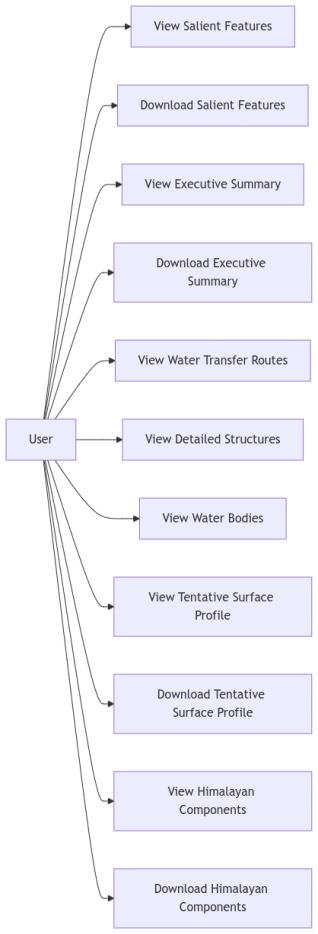 View Salient Features
Download Salient Features
View Executive Summary
Download Executive
Summary
View Water Transfer Routes
User
View Detailed Structures
View Water Bodies
View Tentative Surface
Profile
Download Tentative
Surface Profile
View Himalayan
Components
Download Himalayan
Components